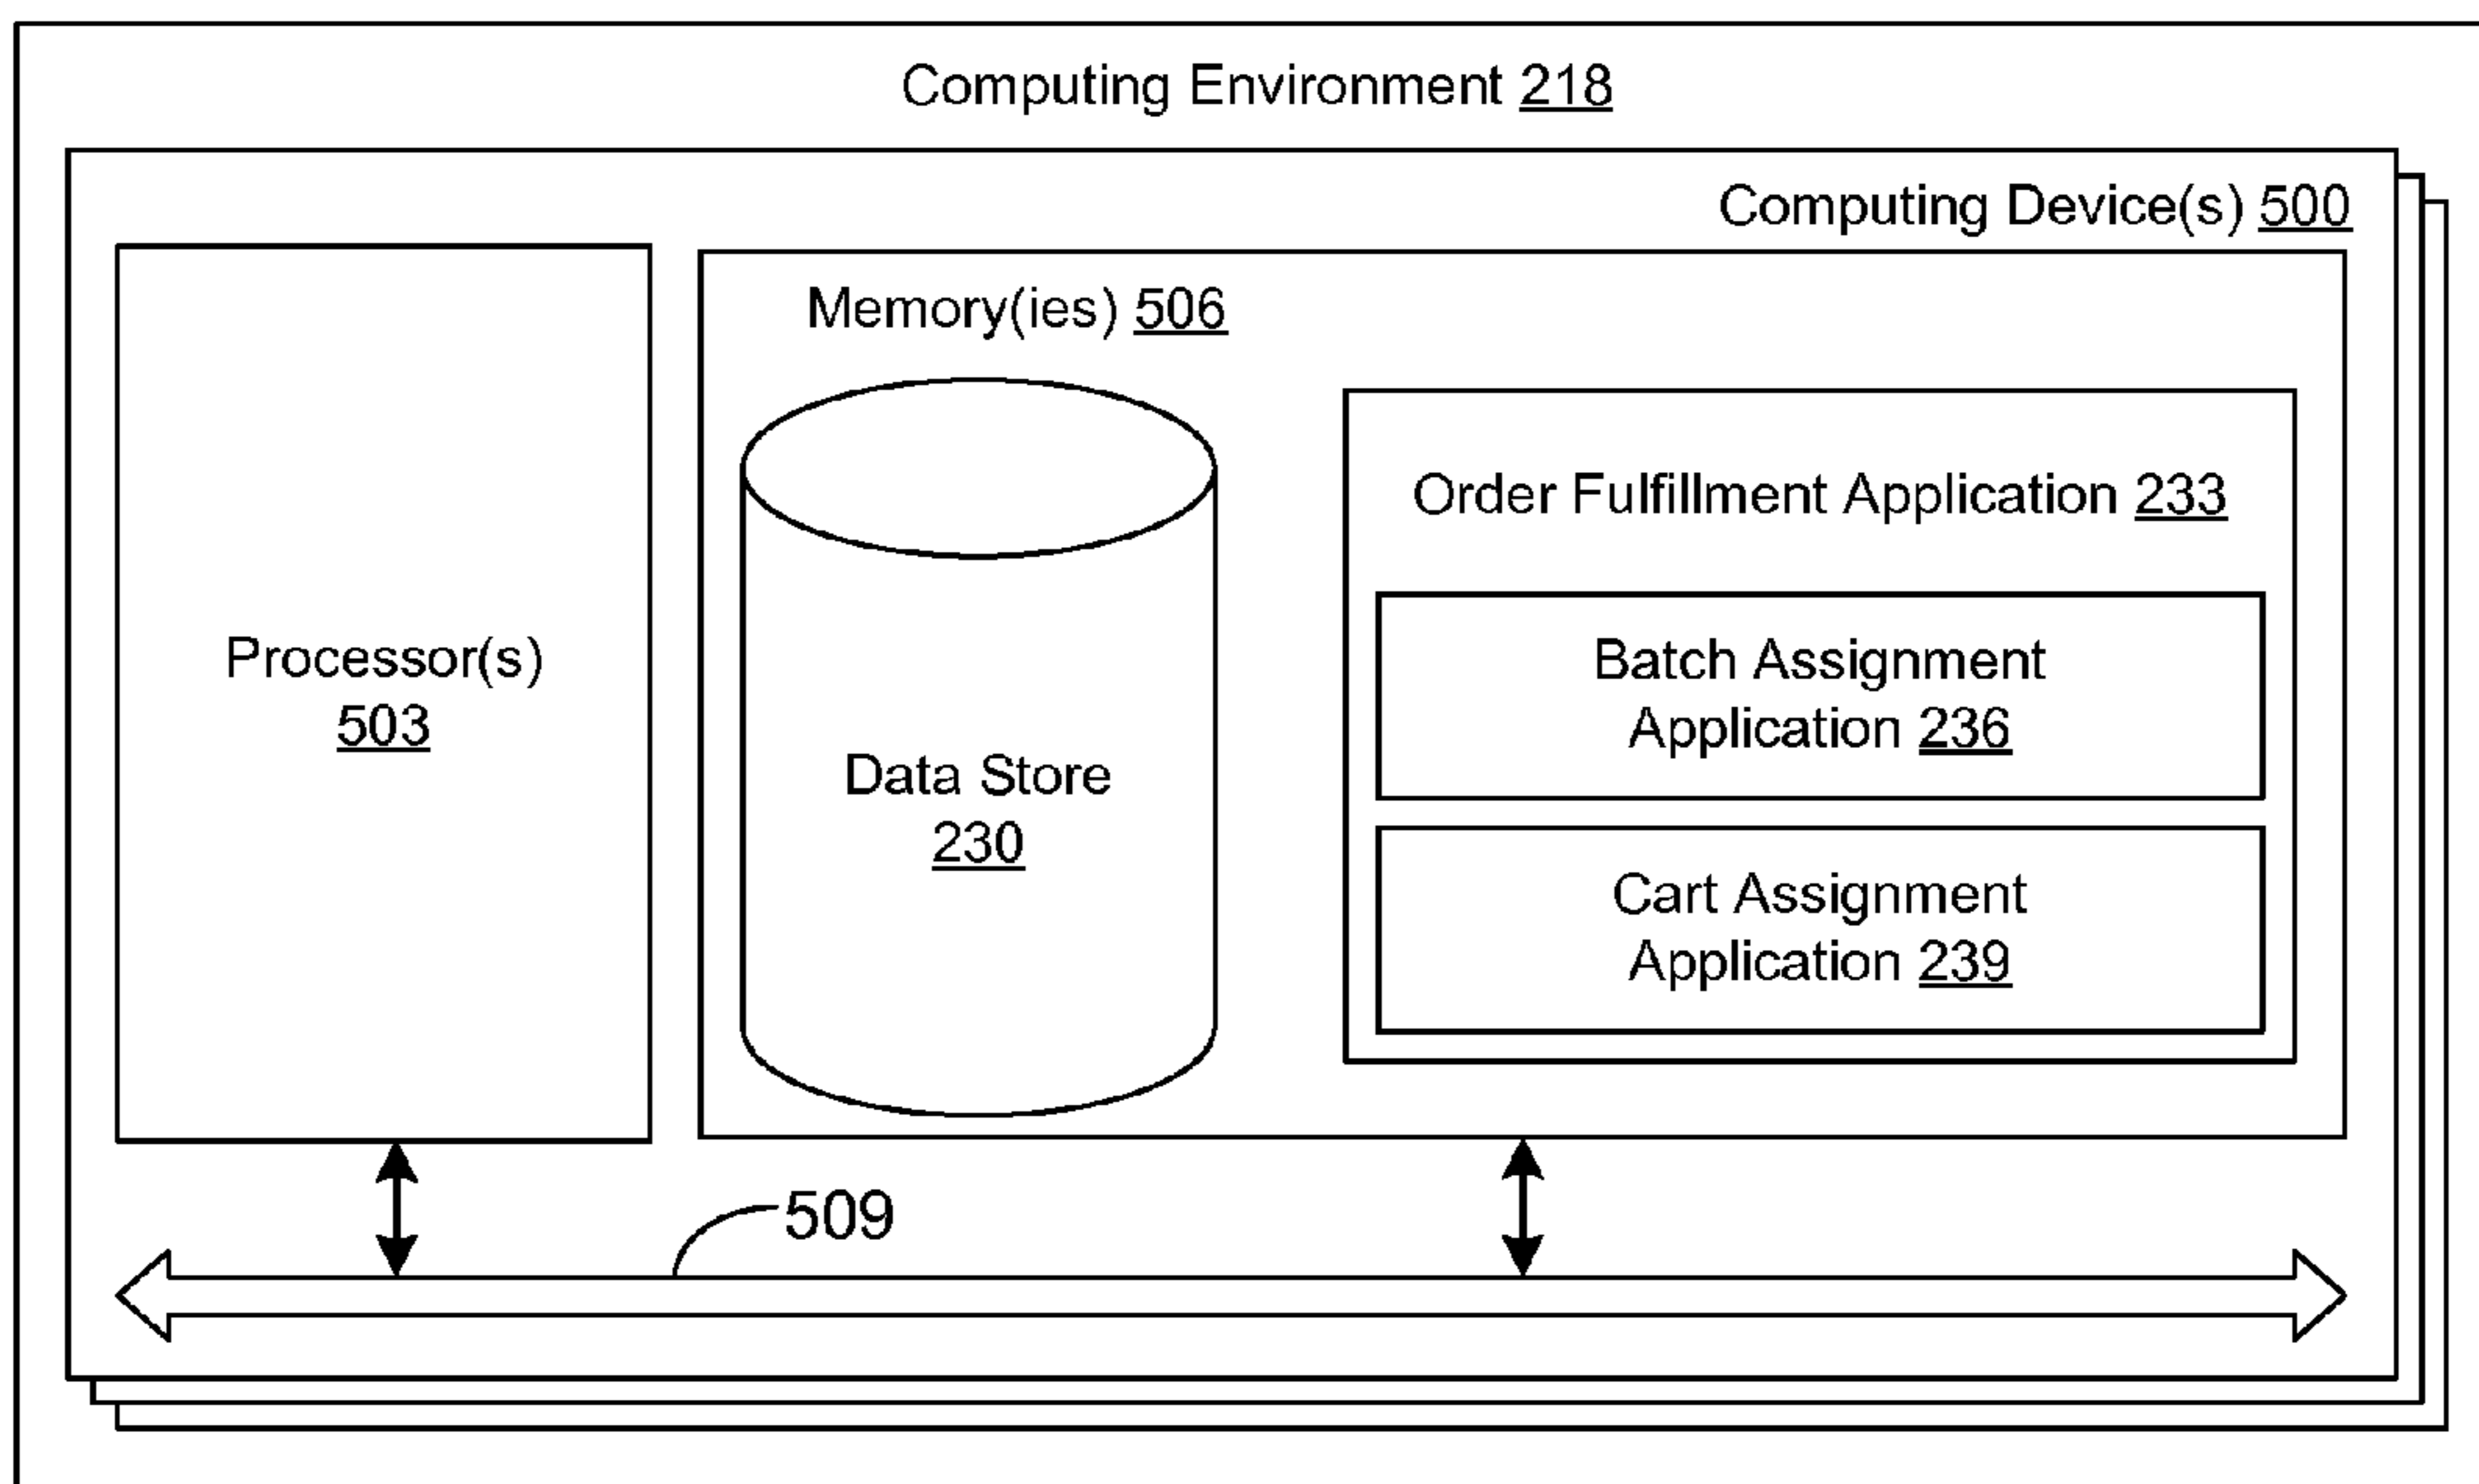 Computing Environment 218
Computing Device(s) 500
Memory(ies) 506
Order Fulfillment Application 233
Processor(s)
503
Batch Assignment
Application 236
Data Store
230
Cart Assignment
Application 239
509